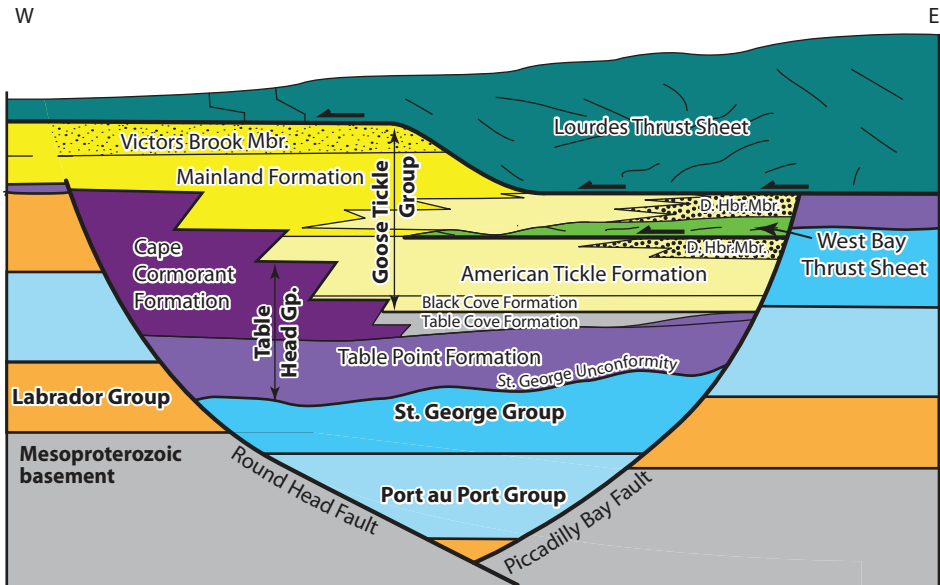 W
E
Lourdes Thrust Sheet
Victors Brook Mbr.
Mainland Formation
Goose Tickle
Group
D. Hbr.Mbr.
D. Hbr.Mbr.
West Bay
Thrust Sheet
Cape
Cormorant
Formation
American Tickle Formation
Black Cove Formation
Table Cove Formation
Table
Head Gp.
Table Point Formation
St. George Unconformity
Labrador Group
St. George Group
Mesoproterozoic
basement
Round Head Fault
Port au Port Group
Piccadilly Bay Fault